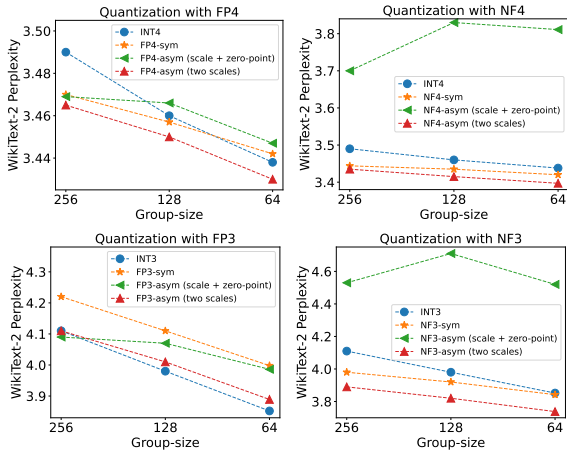 Quantization with FP4
WikiText-2 Perplexity
3.50
3.48
3.46
3.44
INT4
FP4-sym
FP4-asym (scale + zero-point)
FP4-asym (two scales)
256
128
64
Group-size
Quantization with NF4
WikiText-2 Perplexity
3.8
3.7
3.6
3.5
3.4
INT4
NF4-sym
NF4-asym (scale + zero-point)
NF4-asym (two scales)
256
128
64
Group-size
Quantization with FP3
WikiText-2 Perplexity
4.3
4.2
4.1
4.0
3.9
INT3
FP3-sym
FP3-asym (scale + zero-point)
FP3-asym (two scales)
256
128
64
Group-size
Quantization with NF3
WikiText-2 Perplexity
4.6
4.4
4.2
4.0
3.8
INT3
NF3-sym
NF3-asym (scale + zero-point)
NF3-asym (two scales)
256
128
64
Group-size